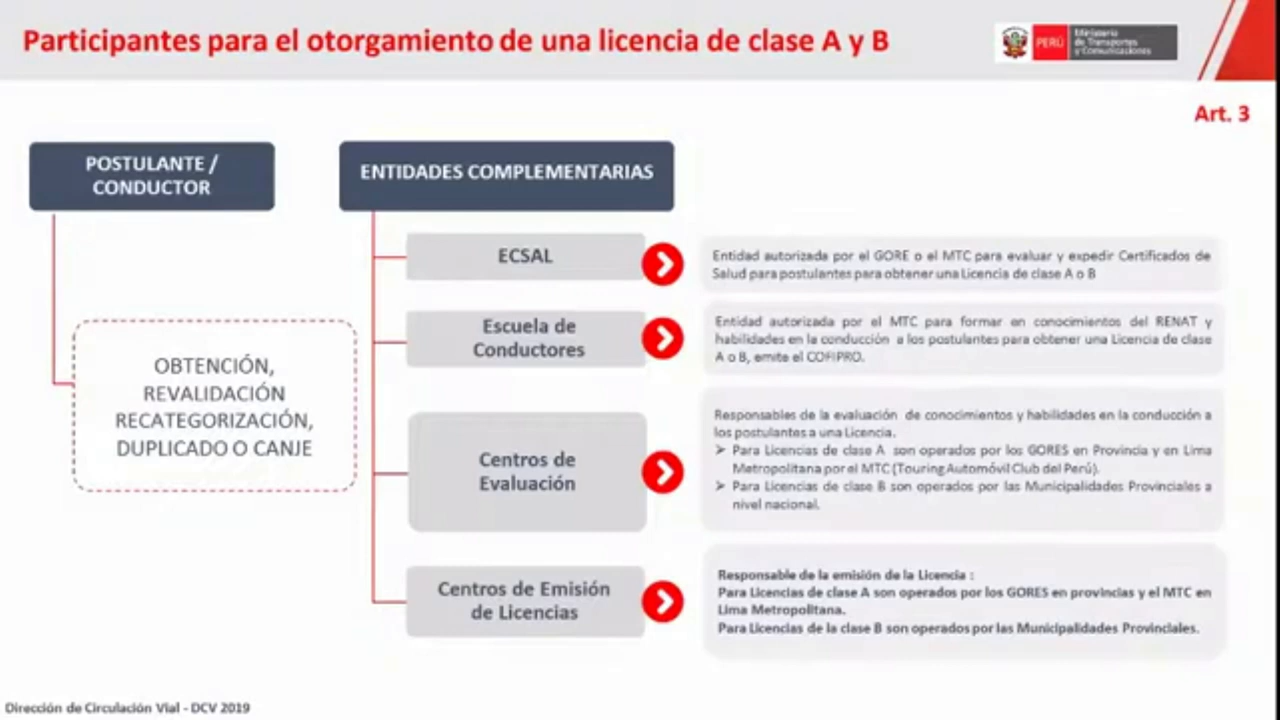 Participantes para el otorgamiento de una licencia de clase A y B
PERÚ
Ministerio
de Transportes
y Comunicaciones
Art. 3
POSTULANTE /
CONDUCTOR
OBTENCIÓN,
REVALIDACIÓN
RECATEGORIZACIÓN,
DUPLICADO O CANJE
ENTIDADES COMPLEMENTARIAS
ECSAL
Entidad autorizada por el GORE o el MTC para evaluar y expedir Certificados de
Salud para postulantes para obtener una Licencia de clase A o B
Escuela de
Conductores
Entidad autorizada por el MTC para formar en conocimientos del RENAT y
habilidades en la conducción a los postulantes para obtener una Licencia de clase
A o B, emite el COFIPRO.
Centros de
Evaluación
Responsables de la evaluación de conocimientos y habilidades en la conducción a
los postulantes a una Licencia.
➢ Para Licencias de clase A son operados por los GORES en Provincia y en Lima
Metropolitana por el MTC (Touring Automóvil Club del Perú).
➢ Para Licencias de clase B son operados por las Municipalidades Provinciales a
nivel nacional.
Centros de Emisión
de Licencias
Responsable de la emisión de la Licencia :
Para Licencias de clase A son operados por los GORES en provincias y el MTC en
Lima Metropolitana.
Para Licencias de la clase B son operados por las Municipalidades Provinciales.
Dirección de Circulación Vial - DCV 2019